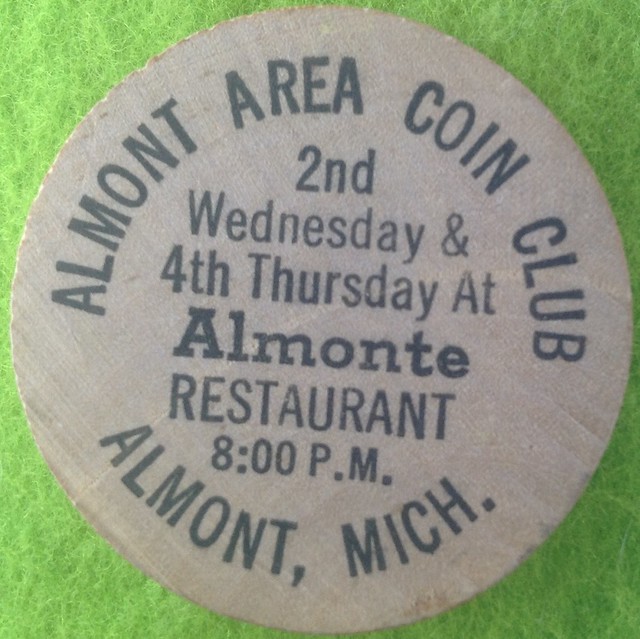 ALMONT AREA COIN CLUB
2nd
Wednesday &
4th Thursday At
Almonte
RESTAURANT
8:00 P.M.
ALMONT, MICH.